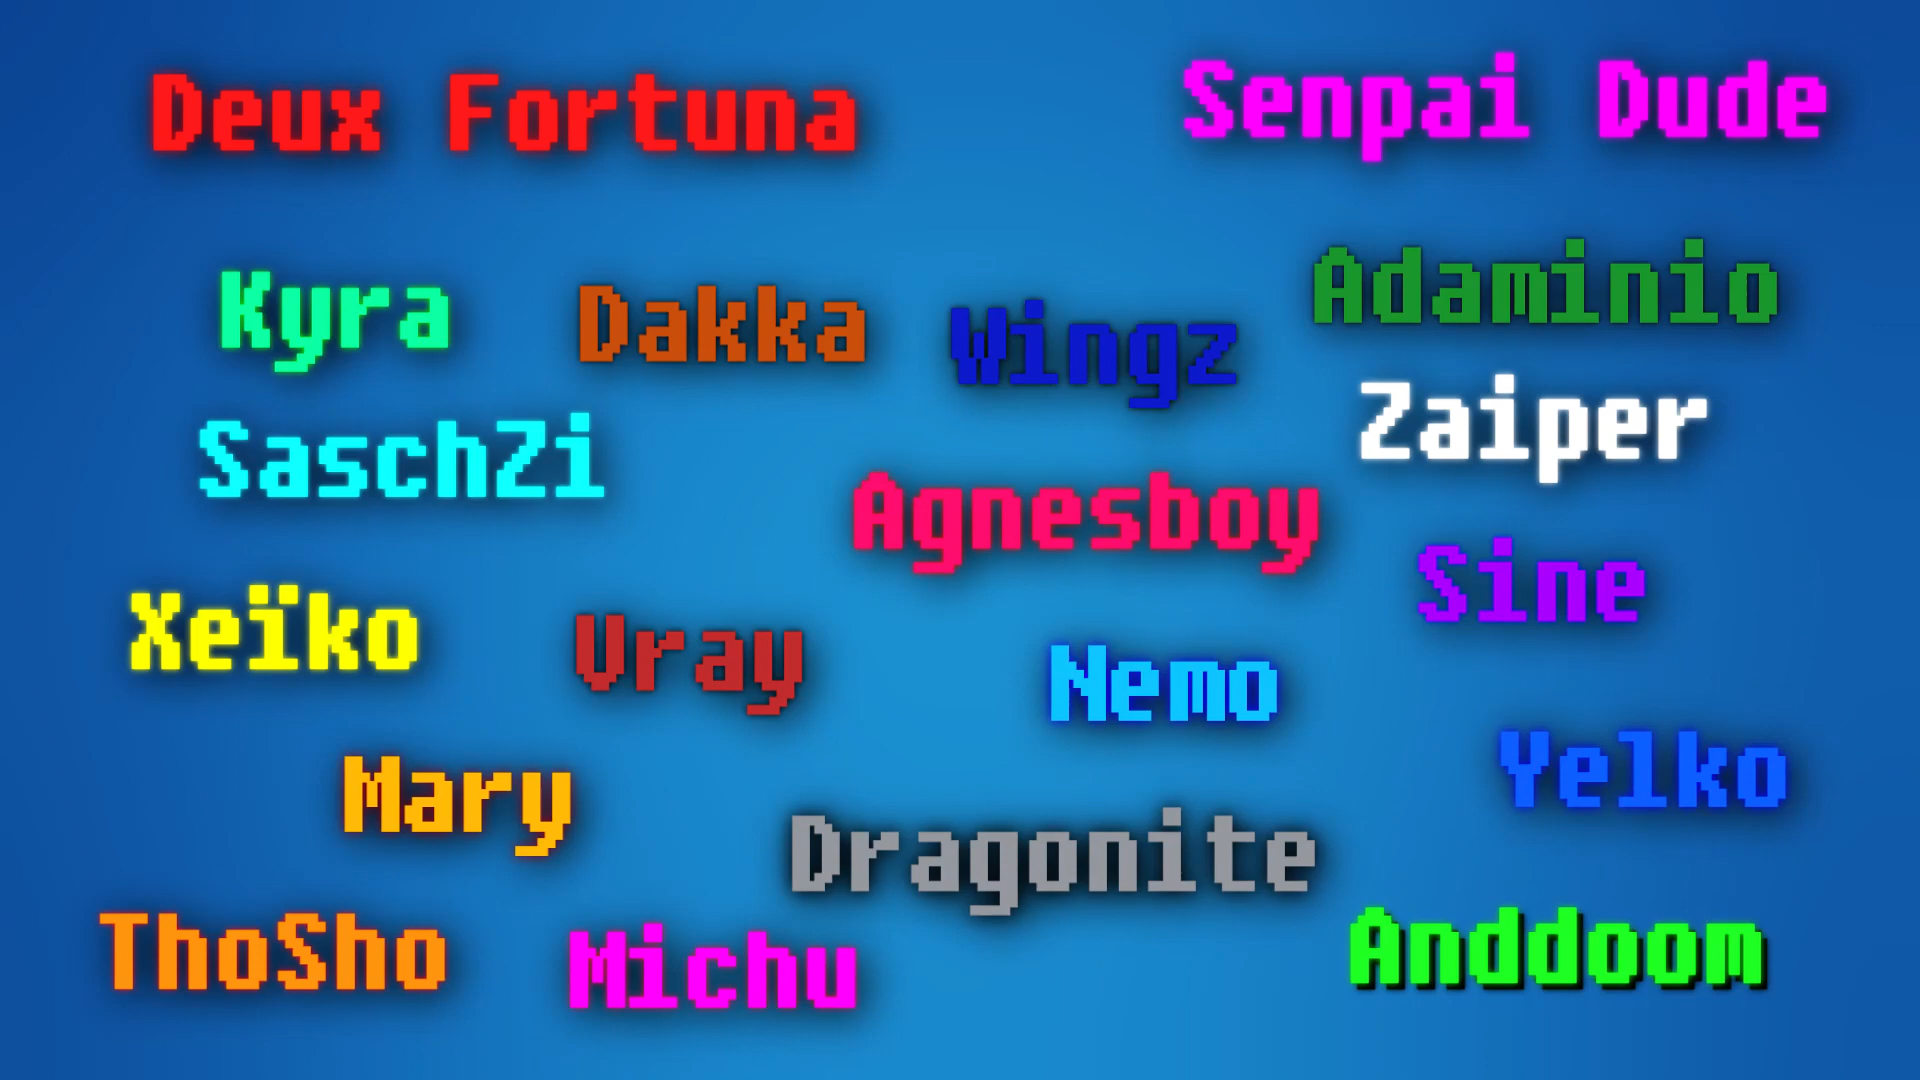 Deux Fortuna
Senpai Dude
Kyra
Dakka
Wingz
Adaminio
SaschZi
Zaiper
Agnesboy
Xeïko
Vray
Nemo
Sine
Mary
Dragonite
Yelko
ThoSho
Michu
Anddoom